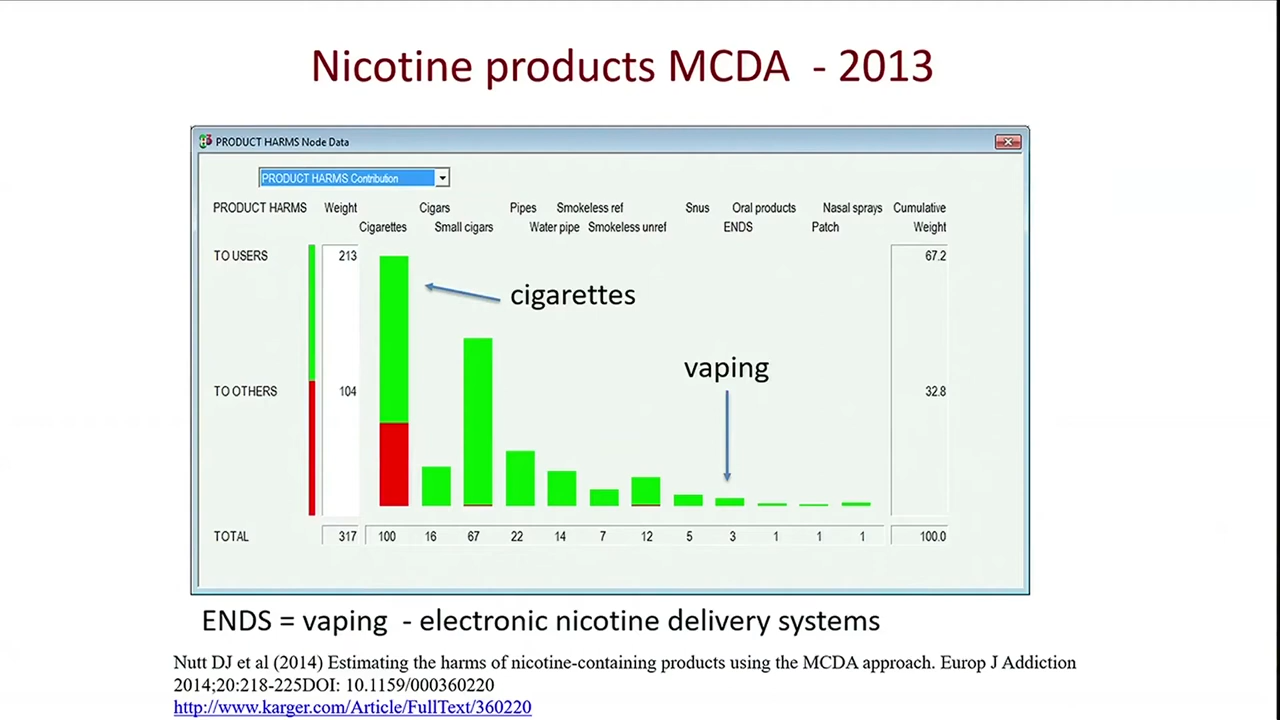 Nicotine products MCDA - 2013
PRODUCT HARMS Node Data
PRODUCT HARMS Contribution
PRODUCT HARMS Weight Cigars Pipes Smokeless ref Snus Oral products Nasal sprays Cumulative
Cigarettes Small cigars Water pipe Smokeless unref ENDS Patch Weight
TO USERS 213 67.2
cigarettes
vaping
TO OTHERS 104 32.8
TOTAL 317 100 16 67 22 14 7 12 5 3 1 1 1 100.0
ENDS = vaping - electronic nicotine delivery systems
Nutt DJ et al (2014) Estimating the harms of nicotine-containing products using the MCDA approach. Europ J Addiction
2014;20:218-225DOI: 10.1159/000360220
http://www.karger.com/Article/FullText/360220